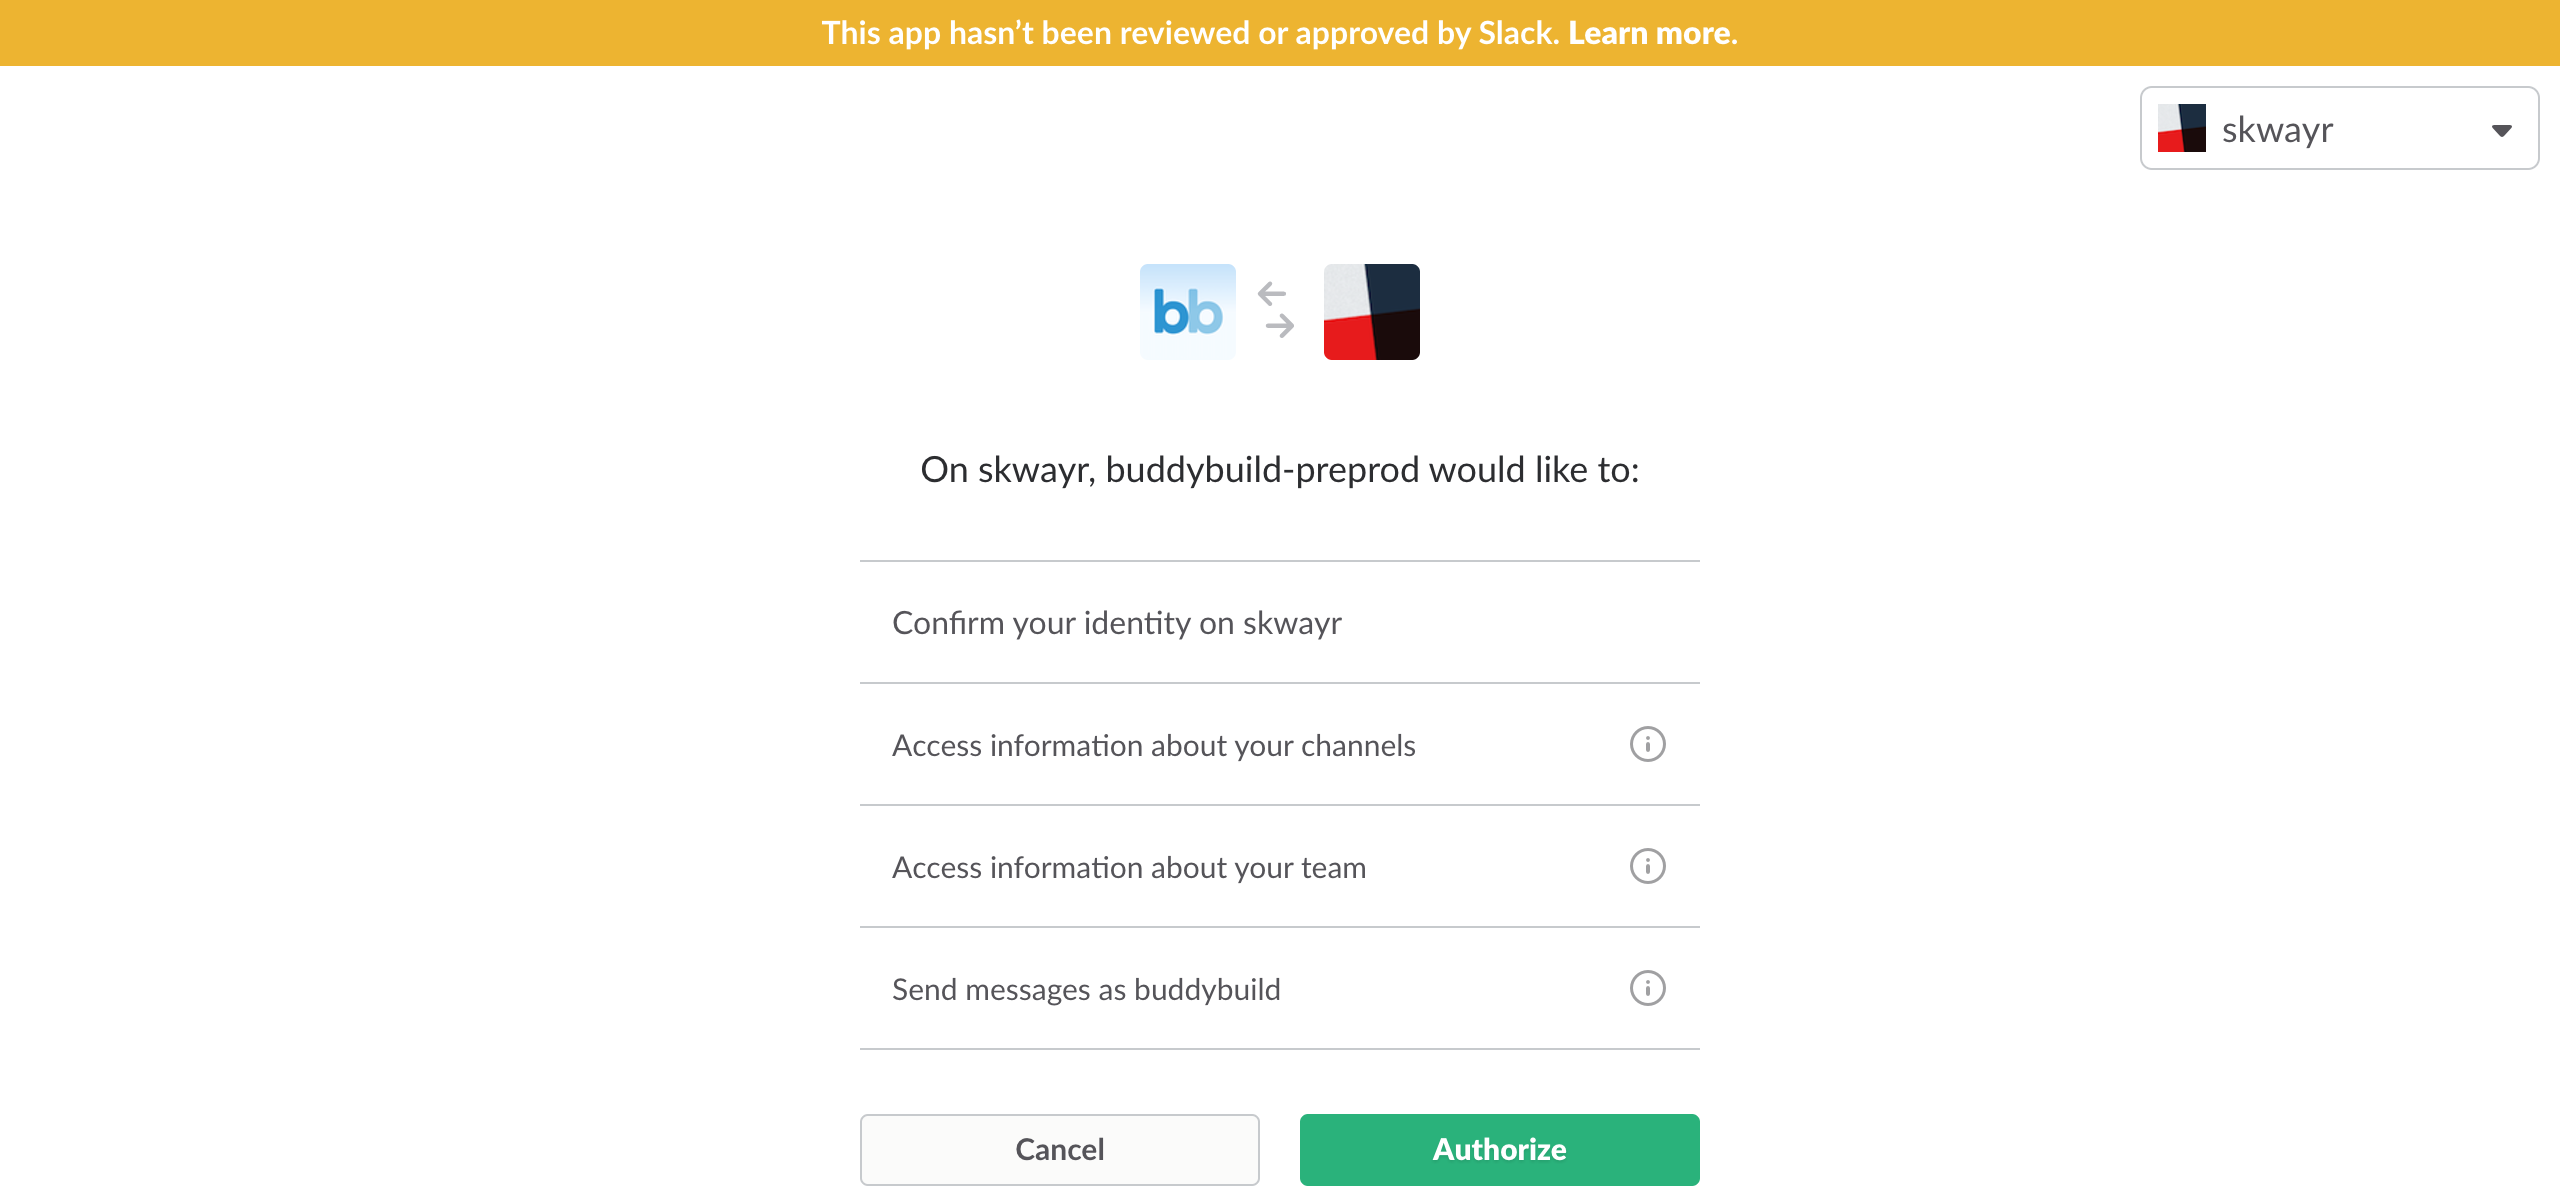 This app hasn’t been reviewed or approved by Slack. Learn more.
skwayr
bb
On skwayr, buddybuild-preprod would like to:
Confirm your identity on skwayr
Access information about your channels
Access information about your team
Send messages as buddybuild
Cancel
Authorize